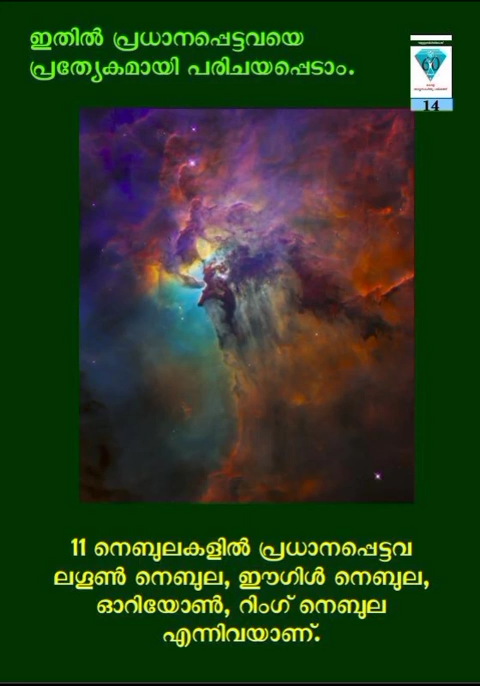 ഇതിൽ പ്രധാനപ്പെട്ടവയെ
പ്രത്യേകമായി പരിചയപ്പെടാം.
60
14
11 നെബുലകളിൽ പ്രധാനപ്പെട്ടവ
ലഗൂൺ നെബുല, ഈഗിൾ നെബുല,
ഓറിയോൺ, റിംഗ് നെബുല
എന്നിവയാണ്.